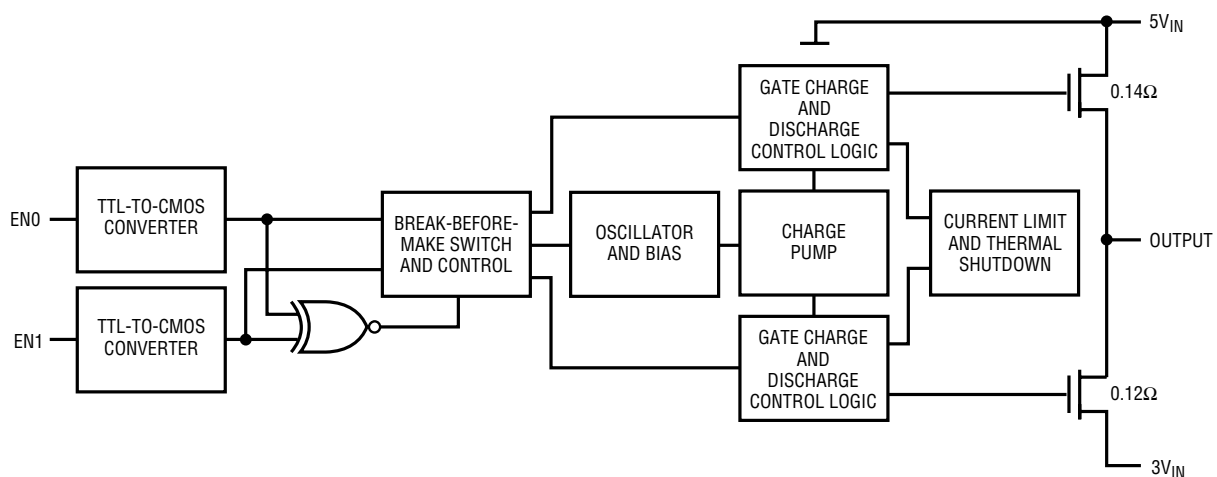 5V_IN
GATE CHARGE
AND
DISCHARGE
CONTROL LOGIC
0.14Ω
TTL-TO-CMOS
CONVERTER
EN0
BREAK-BEFORE-
MAKE SWITCH
AND CONTROL
OSCILLATOR
AND BIAS
CHARGE
PUMP
CURRENT LIMIT
AND THERMAL
SHUTDOWN
OUTPUT
TTL-TO-CMOS
CONVERTER
EN1
GATE CHARGE
AND
DISCHARGE
CONTROL LOGIC
0.12Ω
3V_IN